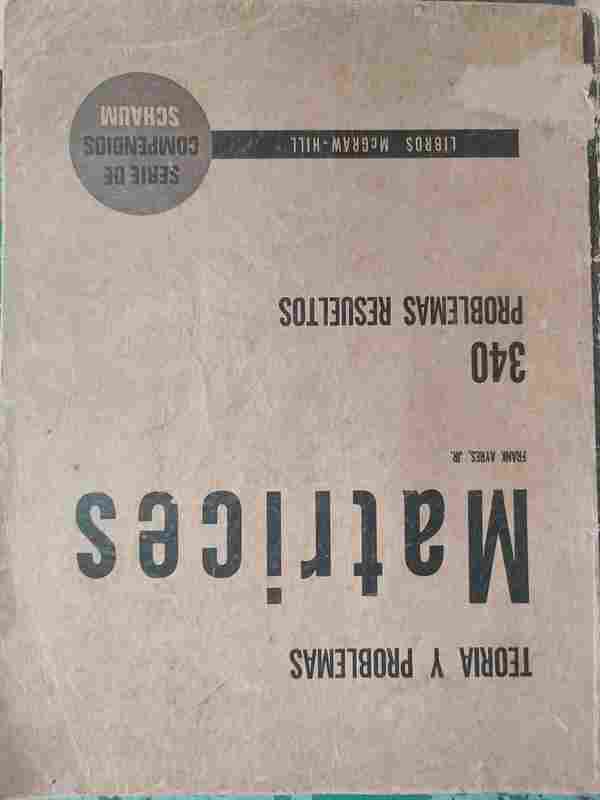 TEORIA Y PROBLEMAS
Matrices
FRANK AYRES, JR.
340
PROBLEMAS RESUELTOS
LIBROS McGRAW-HILL
SERIE DE
COMPENDIOS
SCHAUM